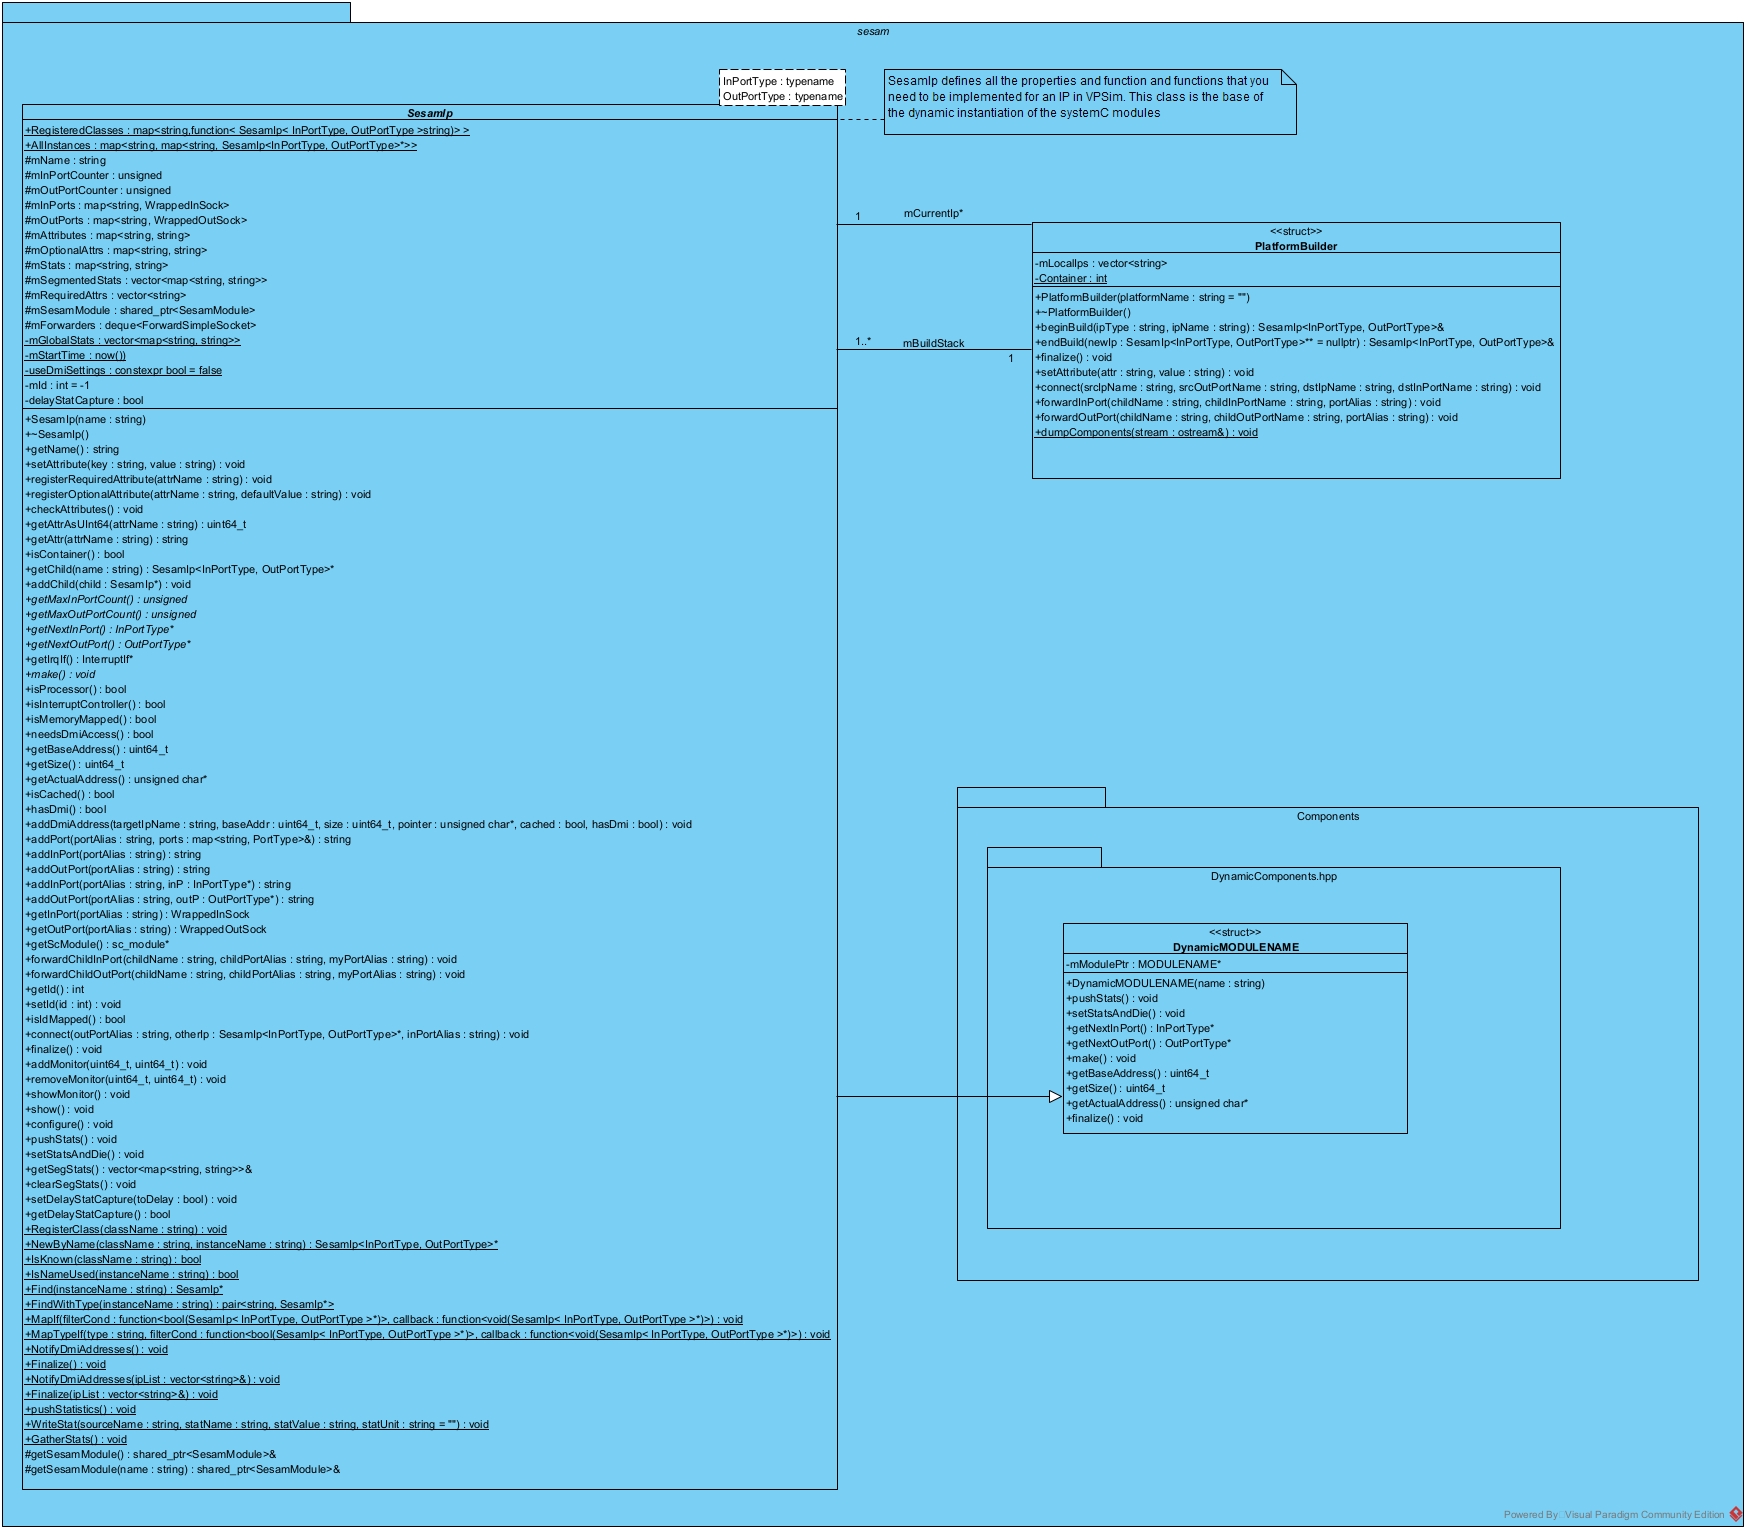 sesam
InPortType : typename
OutPortType : typename
SesamIp defines all the properties and function and functions that you
need to be implemented for an IP in VPSim. This class is the base of
the dynamic instantiation of the systemC modules
SesamIp
+RegisteredClasses : map<string,function< SesamIp< InPortType, OutPortType >string)> >
+AllInstances : map<string, map<string, SesamIp<InPortType, OutPortType>*>>
#mName : string
#mInPortCounter : unsigned
#mOutPortCounter : unsigned
#mInPorts : map<string, WrappedInSock>
#mOutPorts : map<string, WrappedOutSock>
#mAttributes : map<string, string>
#mOptionalAttrs : map<string, string>
#mStats : map<string, string>
#mSegmentedStats : vector<map<string, string>>
#mRequiredAttrs : vector<string>
#mSesamModule : shared_ptr<SesamModule>
#mForwarders : deque<ForwardSimpleSocket>
-mGlobalStats : vector<map<string, string>>
-mStartTime : now())
-useDmiSettings : constexpr bool = false
-mId : int = -1
-delayStatCapture : bool
+SesamIp(name : string)
+~SesamIp()
+getName() : string
+setAttribute(key : string, value : string) : void
+registerRequiredAttribute(attrName : string) : void
+registerOptionalAttribute(attrName : string, defaultValue : string) : void
+checkAttributes() : void
+getAttrAsUInt64(attrName : string) : uint64_t
+getAttr(attrName : string) : string
+isContainer() : bool
+getChild(name : string) : SesamIp<InPortType, OutPortType>*
+addChild(child : SesamIp*) : void
+getMaxInPortCount() : unsigned
+getMaxOutPortCount() : unsigned
+getNextInPort() : InPortType*
+getNextOutPort() : OutPortType*
+getIrqIf() : InterruptIf*
+make() : void
+isProcessor() : bool
+isInterruptController() : bool
+isMemoryMapped() : bool
+needsDmiAccess() : bool
+getBaseAddress() : uint64_t
+getSize() : uint64_t
+getActualAddress() : unsigned char*
+isCached() : bool
+hasDmi() : bool
+addDmiAddress(targetIpName : string, baseAddr : uint64_t, size : uint64_t, pointer : unsigned char*, cached : bool, hasDmi : bool) : void
+addPort(portAlias : string, ports : map<string, PortType>&) : string
+addInPort(portAlias : string) : string
+addOutPort(portAlias : string) : string
+addInPort(portAlias : string, inP : InPortType*) : string
+addOutPort(portAlias : string, outP : OutPortType*) : string
+getInPort(portAlias : string) : WrappedInSock
+getOutPort(portAlias : string) : WrappedOutSock
+getScModule() : sc_module*
+forwardChildInPort(childName : string, childPortAlias : string, myPortAlias : string) : void
+forwardChildOutPort(childName : string, childPortAlias : string, myPortAlias : string) : void
+getId() : int
+setId(id : int) : void
+isIdMapped() : bool
+connect(outPortAlias : string, otherIp : SesamIp<InPortType, OutPortType>*, inPortAlias : string) : void
+finalize() : void
+addMonitor(uint64_t, uint64_t) : void
+removeMonitor(uint64_t, uint64_t) : void
+showMonitor() : void
+show() : void
+configure() : void
+pushStats() : void
+setStatsAndDie() : void
+getSegStats() : vector<map<string, string>>&
+clearSegStats() : void
+setDelayStatCapture(toDelay : bool) : void
+getDelayStatCapture() : bool
+RegisterClass(className : string) : void
+NewByName(className : string, instanceName : string) : SesamIp<InPortType, OutPortType>*
+IsKnown(className : string) : bool
+IsNameUsed(instanceName : string) : bool
+Find(instanceName : string) : SesamIp*
+FindWithType(instanceName : string) : pair<string, SesamIp*>
+MapIf(filterCond : function<bool(SesamIp< InPortType, OutPortType >*)>, callback : function<void(SesamIp< InPortType, OutPortType >*)>) : void
+MapTypeIf(type : string, filterCond : function<bool(SesamIp< InPortType, OutPortType >*)>, callback : function<void(SesamIp< InPortType, OutPortType >*)>) : void
+NotifyDmiAddresses() : void
+Finalize() : void
+NotifyDmiAddresses(ipList : vector<string>&) : void
+Finalize(ipList : vector<string>&) : void
+pushStatistics() : void
+WriteStat(sourceName : string, statName : string, statValue : string, statUnit : string = "") : void
+GatherStats() : void
#getSesamModule() : shared_ptr<SesamModule>&
#getSesamModule(name : string) : shared_ptr<SesamModule>&
1
mCurrentIp*
1..*
mBuildStack
1
<<struct>>
PlatformBuilder
-mLocalIps : vector<string>
-Container : int
+PlatformBuilder(platformName : string = "")
+~PlatformBuilder()
+beginBuild(ipType : string, ipName : string) : SesamIp<InPortType, OutPortType>&
+endBuild(newIp : SesamIp<InPortType, OutPortType>** = nullptr) : SesamIp<InPortType, OutPortType>&
+finalize() : void
+setAttribute(attr : string, value : string) : void
+connect(srcIpName : string, srcOutPortName : string, dstIpName : string, dstInPortName : string) : void
+forwardInPort(childName : string, childInPortName : string, portAlias : string) : void
+forwardOutPort(childName : string, childOutPortName : string, portAlias : string) : void
+dumpComponents(stream : ostream&) : void
Components
DynamicComponents.hpp
<<struct>>
DynamicMODULENAME
-mModulePtr : MODULENAME*
+DynamicMODULENAME(name : string)
+pushStats() : void
+setStatsAndDie() : void
+getNextInPort() : InPortType*
+getNextOutPort() : OutPortType*
+make() : void
+getBaseAddress() : uint64_t
+getSize() : uint64_t
+getActualAddress() : unsigned char*
+finalize() : void
Powered By Visual Paradigm Community Edition